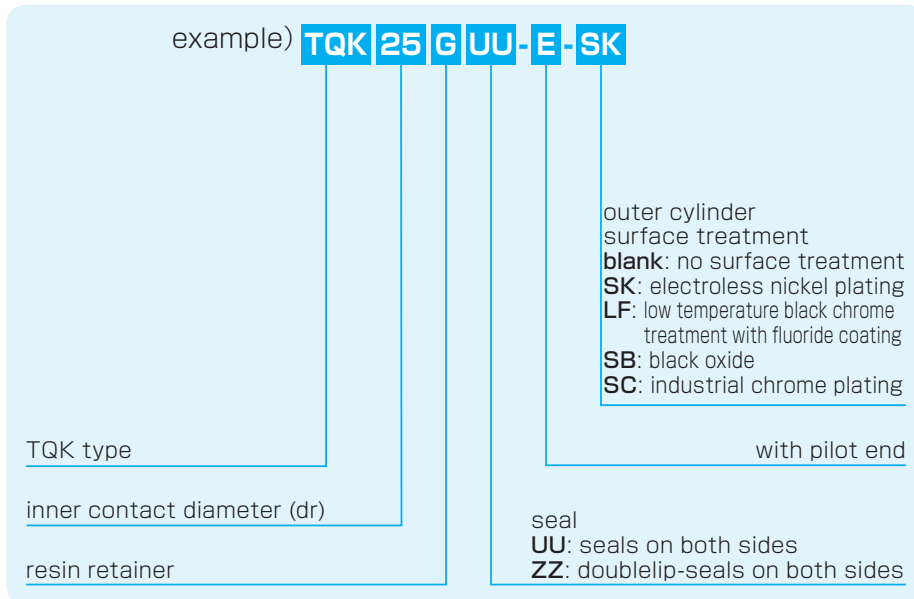 example) TQK 25 G UU - E - SK
outer cylinder
surface treatment
blank: no surface treatment
SK: electroless nickel plating
LF: low temperature black chrome
treatment with fluoride coating
SB: black oxide
SC: industrial chrome plating
TQK type
with pilot end
inner contact diameter (dr)
seal
UU: seals on both sides
resin retainer
ZZ: doublelip-seals on both sides